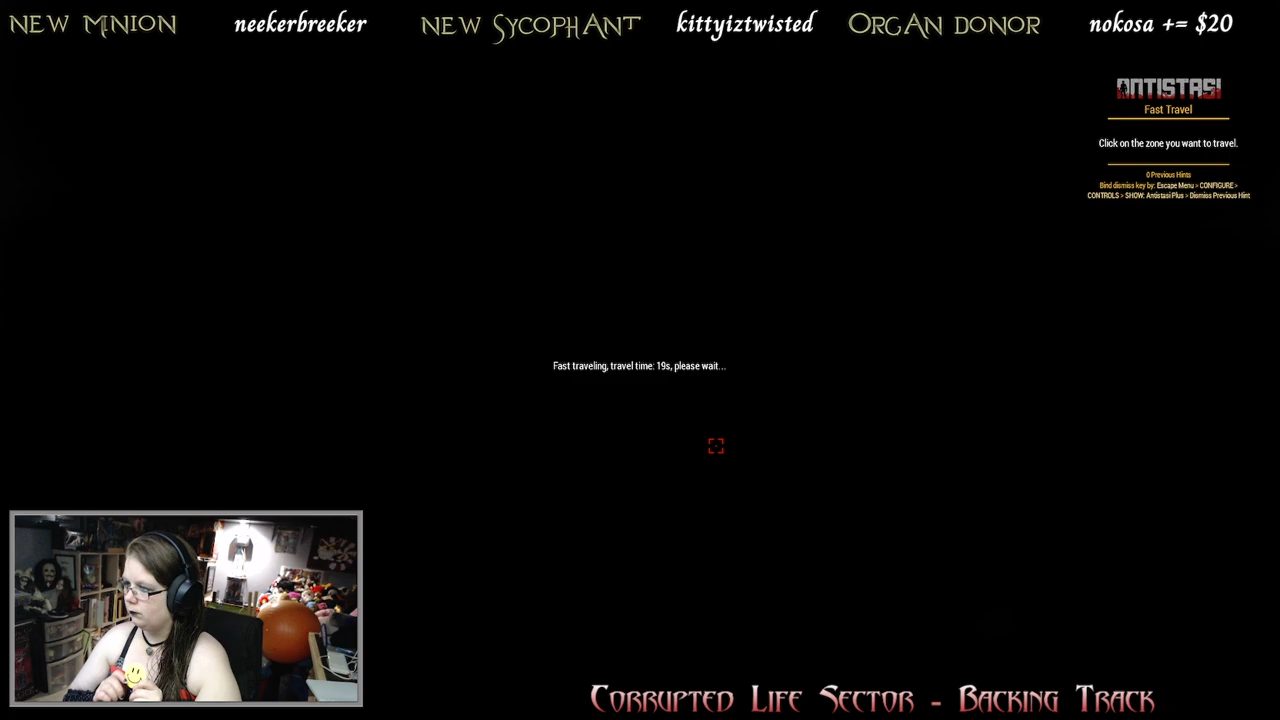 NEW MINION neekerbreeker NEW SYCOPHANT kittyiztwisted ORGAN DONOR nokosa += $20
ANTISTASI
Fast Travel
Click on the zone you want to travel.
0 Previous Hints
Bind dismiss key by: Escape Menu > CONFIGURE >
CONTROLS > SHOW: Antistasi Plus > Dismiss Previous Hint
Fast traveling, travel time: 19s, please wait...
CORRUPTED LIFE SECTOR - BACKING TRACK